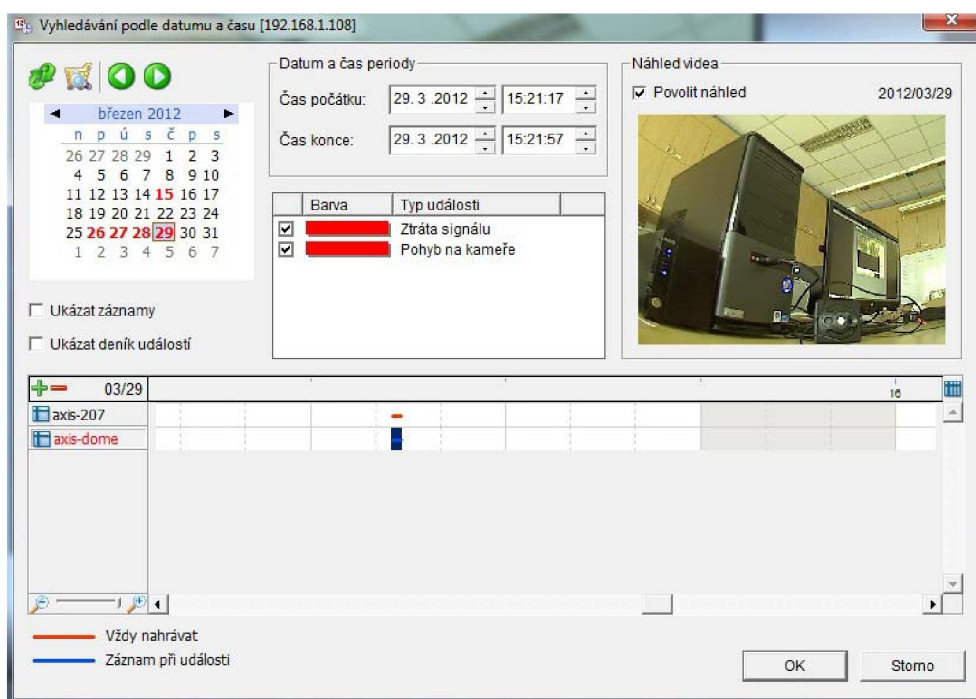 Vyhledávání podle datumu a času [192.168.1.108]
březen 2012
n p ú s č p s
26 27 28 29 1 2 3
4 5 6 7 8 9 10
11 12 13 14 15 16 17
18 19 20 21 22 23 24
25 26 27 28 29 30 31
1 2 3 4 5 6 7
Ukázat záznamy
Ukázat deník událostí
Datum a čas periody
Čas počátku: 29. 3 .2012 15:21:17
Čas konce: 29. 3 .2012 15:21:57
Barva Typ události
Ztráta signálu
Pohyb na kameře
Náhled videa
Povolit náhled 2012/03/29
03/29 16
axis-207
axis-dome
Vždy nahrávat
Záznam při události
OK Storno